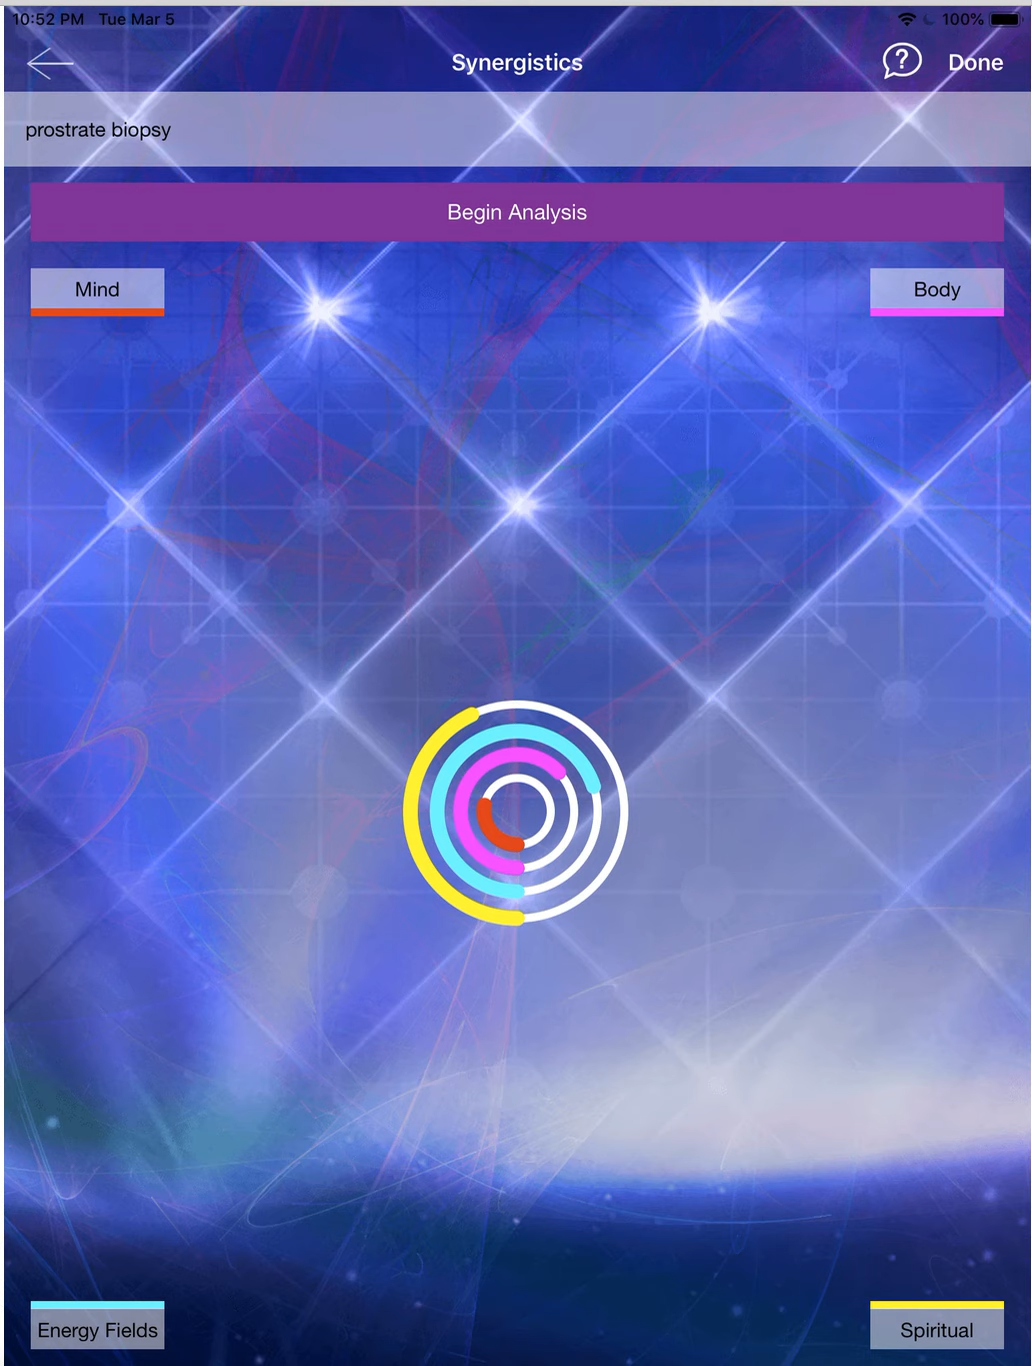 10:52 PM Tue Mar 5 100%
Synergistics Done
prostrate biopsy
Begin Analysis
Mind Body
Energy Fields Spiritual